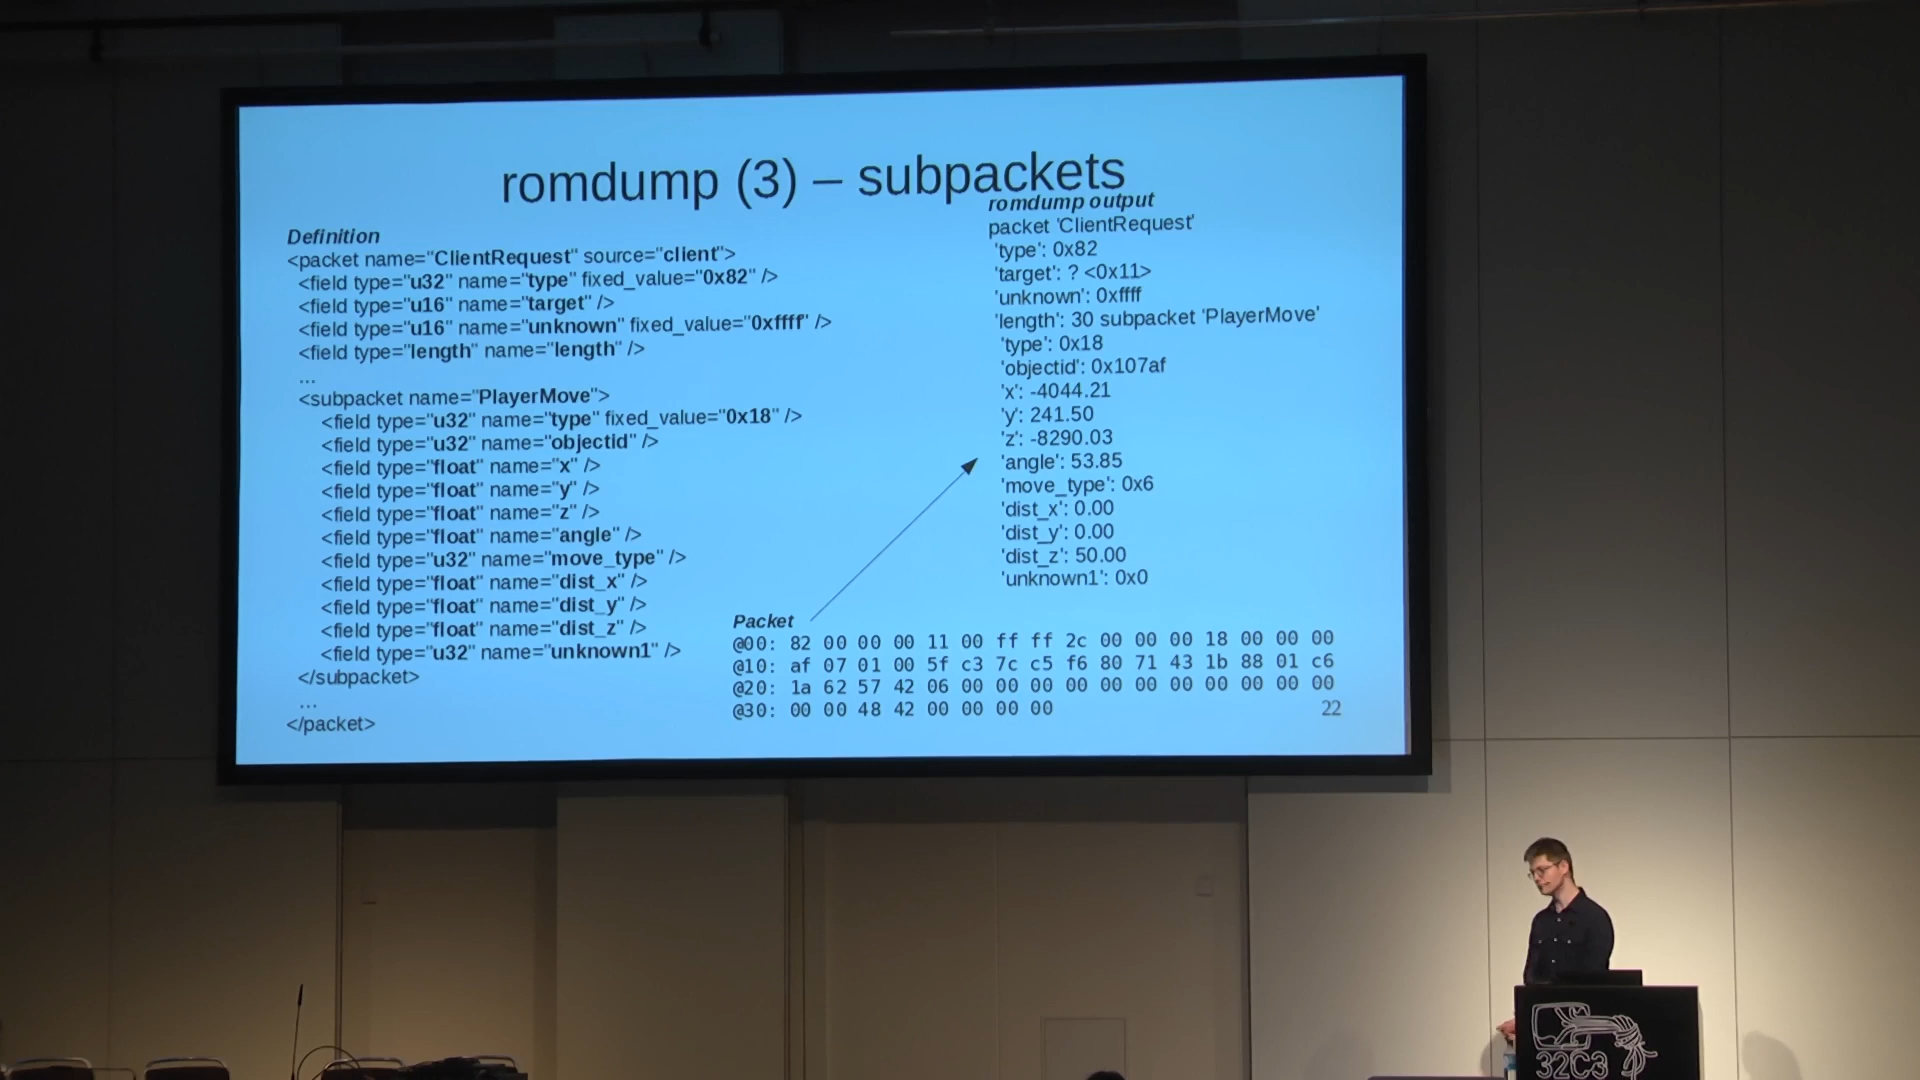 romdump (3) – subpackets
Definition
<packet name="ClientRequest" source="client">
<field type="u32" name="type" fixed_value="0x82" />
<field type="u16" name="target" />
<field type="u16" name="unknown" fixed_value="0xffff" />
<field type="length" name="length" />
...
<subpacket name="PlayerMove">
<field type="u32" name="type" fixed_value="0x18" />
<field type="u32" name="objectid" />
<field type="float" name="x" />
<field type="float" name="y" />
<field type="float" name="z" />
<field type="float" name="angle" />
<field type="u32" name="move_type" />
<field type="float" name="dist_x" />
<field type="float" name="dist_y" />
<field type="float" name="dist_z" />
<field type="u32" name="unknown1" />
</subpacket>
...
</packet>
romdump output
packet 'ClientRequest'
'type': 0x82
'target': ? <0x11>
'unknown': 0xffff
'length': 30 subpacket 'PlayerMove'
'type': 0x18
'objectid': 0x107af
'x': -4044.21
'y': 241.50
'z': -8290.03
'angle': 53.85
'move_type': 0x6
'dist_x': 0.00
'dist_y': 0.00
'dist_z': 50.00
'unknown1': 0x0
Packet
@00: 82 00 00 00 11 00 ff ff 2c 00 00 00 18 00 00 00
@10: af 07 01 00 5f c3 7c c5 f6 80 71 43 1b 88 01 c6
@20: 1a 62 57 42 06 00 00 00 00 00 00 00 00 00 00 00
@30: 00 00 48 42 00 00 00 00
22
32C3